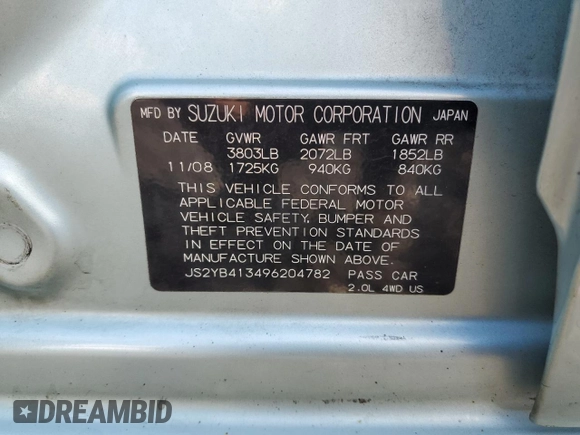 MFD BY SUZUKI MOTOR CORPORATION JAPAN
DATE GVWR GAWR FRT GAWR RR
3803LB 2072LB 1852LB
11/08 1725KG 940KG 840KG
THIS VEHICLE CONFORMS TO ALL
APPLICABLE FEDERAL MOTOR
VEHICLE SAFETY, BUMPER AND
THEFT PREVENTION STANDARDS
IN EFFECT ON THE DATE OF
MANUFACTURE SHOWN ABOVE.
JS2YB413496204782 PASS CAR
2.0L 4WD US
DREAMBID